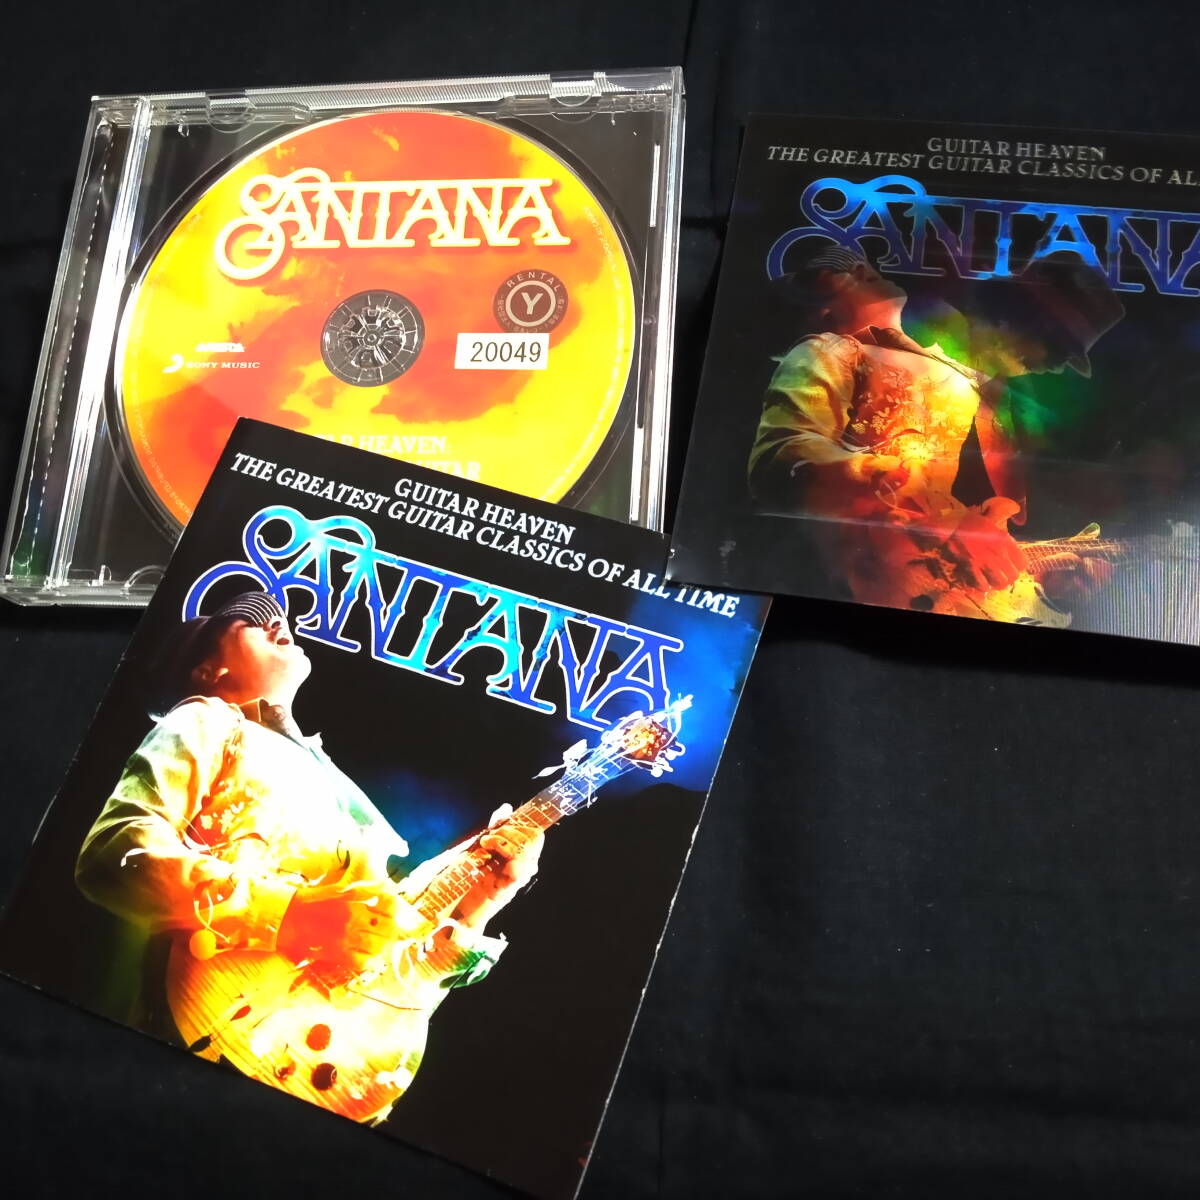 SANTANA
RENTAL
Y
20049
ARISTA
SONY MUSIC
HEAVEN:
GUITAR HEAVEN
THE GREATEST GUITAR CLASSICS OF ALL TIME
SANTANA
GUITAR HEAVEN
THE GREATEST GUITAR CLASSICS OF AL
SANTANA